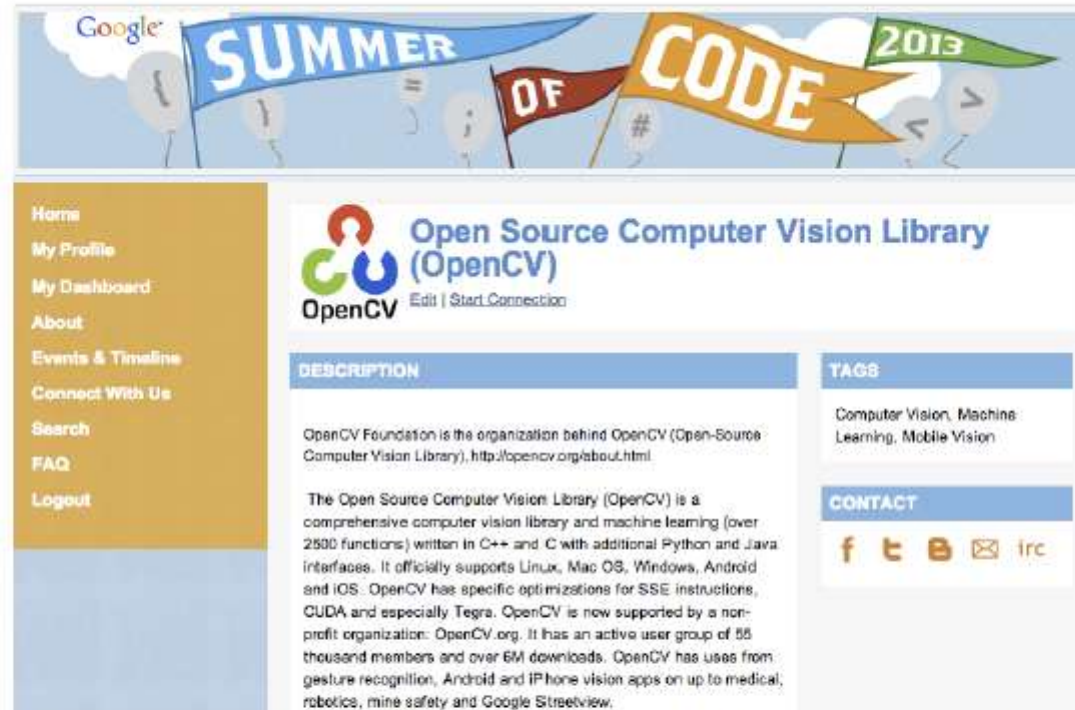 Google
SUMMER
OF
CODE
2013
{
}
=
;
#
<
>
Home
My Profile
My Dashboard
About
Events & Timeline
Connect With Us
Search
FAQ
Logout
OpenCV
Open Source Computer Vision Library
(OpenCV)
Edit | Start Connection
DESCRIPTION
OpenCV Foundation is the organization behind OpenCV (Open-Source
Computer Vision Library), http://opencv.org/about.html
The Open Source Computer Vision Library (OpenCV) is a
comprehensive computer vision library and machine learning (over
2500 functions) written in C++ and C with additional Python and Java
interfaces. It officially supports Linux, Mac OS, Windows, Android
and iOS. OpenCV has specific optimizations for SSE instructions,
CUDA and especially Tegra. OpenCV is now supported by a non-
profit organization: OpenCV.org. It has an active user group of 55
thousand members and over 6M downloads. OpenCV has uses from
gesture recognition, Android and iPhone vision apps on up to medical,
robotics, mine safety and Google Streetview.
TAGS
Computer Vision, Machine
Learning, Mobile Vision
CONTACT
irc